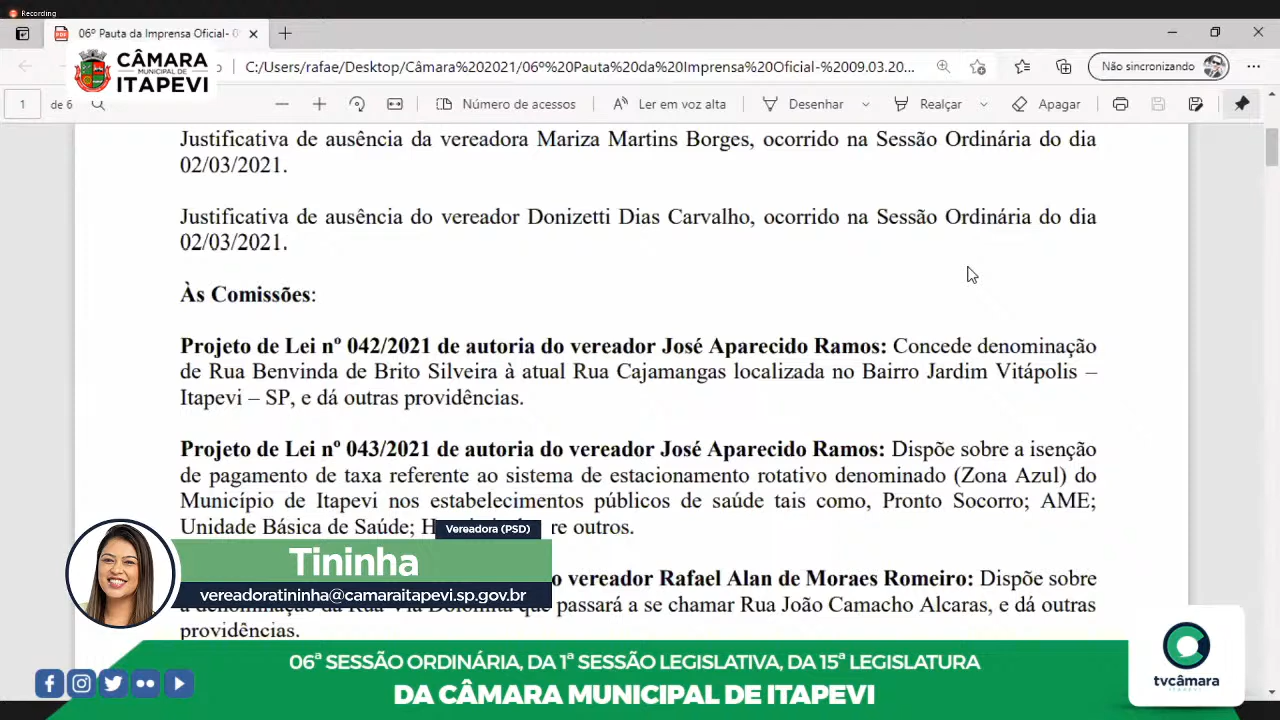 Recording
06º Pauta da Imprensa Oficial- 0
CÂMARA
MUNICIPAL DE
ITAPEVI
C:/Users/rafae/Desktop/Câmara%202021/06º%20Pauta%20da%20Imprensa%20Oficial-%2009.03.20...
Não sincronizando
1 de 6
Número de acessos
Ler em voz alta
Desenhar
Realçar
Apagar
Justificativa de ausência da vereadora Mariza Martins Borges, ocorrido na Sessão Ordinária do dia
02/03/2021.
Justificativa de ausência do vereador Donizetti Dias Carvalho, ocorrido na Sessão Ordinária do dia
02/03/2021.
Às Comissões:
Projeto de Lei nº 042/2021 de autoria do vereador José Aparecido Ramos: Concede denominação
de Rua Benvinda de Brito Silveira à atual Rua Cajamangas localizada no Bairro Jardim Vitápolis –
Itapevi – SP, e dá outras providências.
Projeto de Lei nº 043/2021 de autoria do vereador José Aparecido Ramos: Dispõe sobre a isenção
de pagamento de taxa referente ao sistema de estacionamento rotativo denominado (Zona Azul) do
Município de Itapevi nos estabelecimentos públicos de saúde tais como, Pronto Socorro; AME;
Unidade Básica de Saúde; H re outros.
Vereadora (PSD)
Tininha
vereadoratininha@camaraitapevi.sp.gov.br
o vereador Rafael Alan de Moraes Romeiro: Dispõe sobre
que passará a se chamar Rua João Camacho Alcaras, e dá outras
providências.
06ª SESSÃO ORDINÁRIA, DA 1ª SESSÃO LEGISLATIVA, DA 15ª LEGISLATURA
DA CÂMARA MUNICIPAL DE ITAPEVI
tvcâmara
ITAPEVI